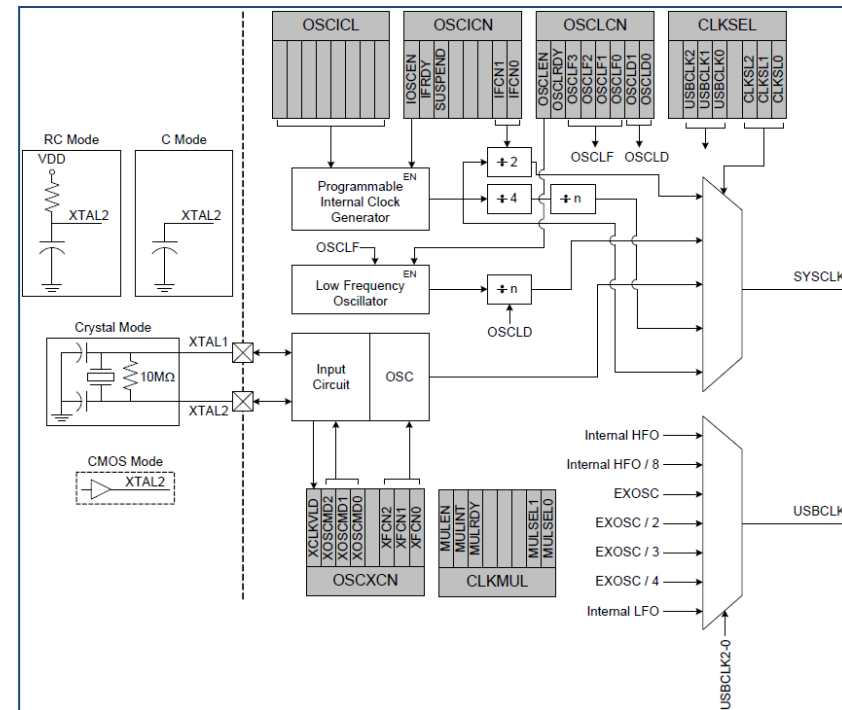 OSCICL
OSCICN
IOSCEN
IFRDY
SUSPEND
IFCN1
IFCN0
OSCLCN
OSCLEN
OSCLRDY
OSCLF3
OSCLF2
OSCLF1
OSCLF0
OSCLD1
OSCLD0
CLKSEL
USBCLK2
USBCLK1
USBCLK0
CLKSL2
CLKSL1
CLKSL0
RC Mode
VDD
XTAL2
C Mode
XTAL2
OSCLF
OSCLD
EN
Programmable
Internal Clock
Generator
÷ 2
÷ 4
÷ n
OSCLF
EN
Low Frequency
Oscillator
÷ n
OSCLD
SYSCLK
Crystal Mode
10MΩ
XTAL1
XTAL2
Input
Circuit
OSC
CMOS Mode
XTAL2
XCLKVLD
XOSCMD2
XOSCMD1
XOSCMD0
XFCN2
XFCN1
XFCN0
OSCXCN
MULEN
MULINT
MULRDY
MULSEL1
MULSEL0
CLKMUL
Internal HFO
Internal HFO / 8
EXOSC
EXOSC / 2
EXOSC / 3
EXOSC / 4
Internal LFO
USBCLK
USBCLK2-0